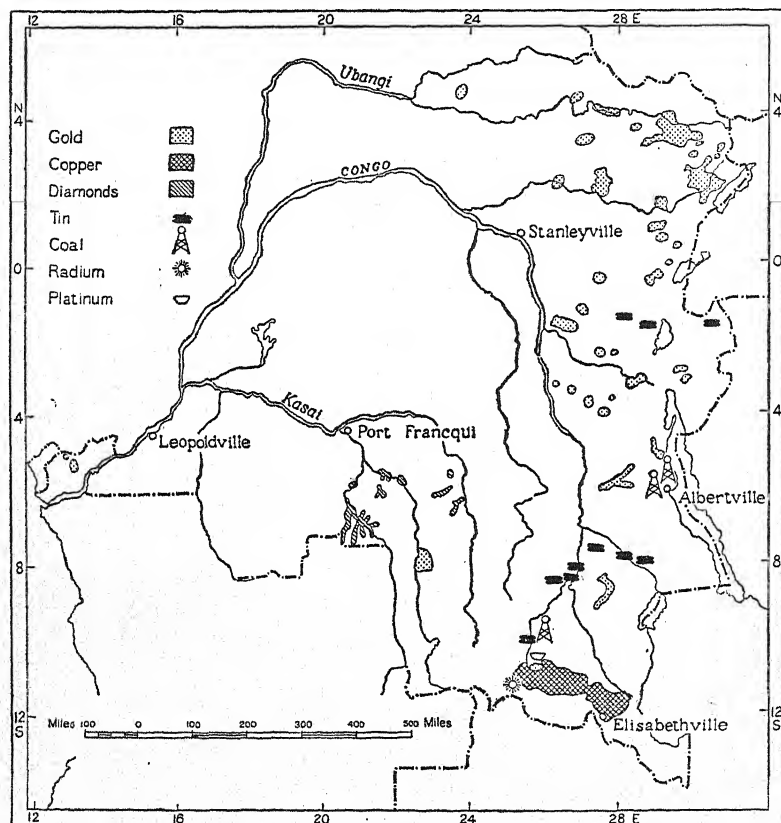 12 16 20 24 28 E
N
4
N
4
Ubangi
Gold
Copper
Diamonds
Tin
Coal
Radium
Platinum
CONGO
Stanleyville
0
0
Kasai
4
4
Leopoldville
Port Francqui
Albertville
8
8
12
S
12
S
Elisabethville
Miles 100 0 100 200 300 400 500 Miles
12 16 20 24 28 E